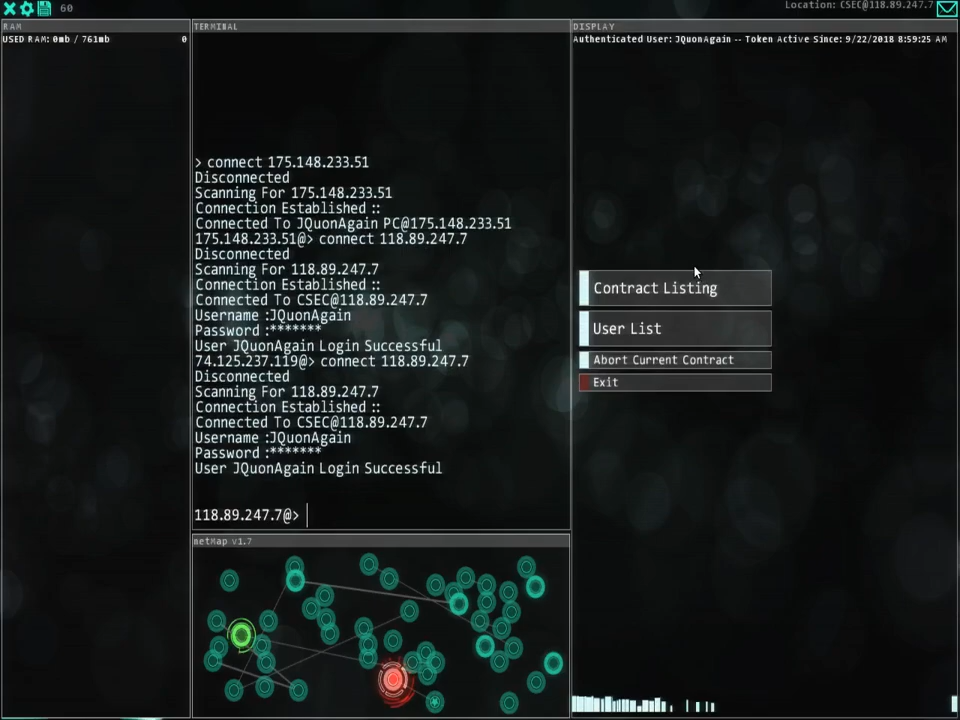 60
Location: CSEC@118.89.247.7
RAM
USED RAM: 0mb / 761mb 0
TERMINAL
> connect 175.148.233.51
Disconnected
Scanning For 175.148.233.51
Connection Established ::
Connected To JQuonAgain PC@175.148.233.51
175.148.233.51@> connect 118.89.247.7
Disconnected
Scanning For 118.89.247.7
Connection Established ::
Connected To CSEC@118.89.247.7
Username :JQuonAgain
Password :*******
User JQuonAgain Login Successful
74.125.237.119@> connect 118.89.247.7
Disconnected
Scanning For 118.89.247.7
Connection Established ::
Connected To CSEC@118.89.247.7
Username :JQuonAgain
Password :*******
User JQuonAgain Login Successful
118.89.247.7@>
netMap v1.7
DISPLAY
Authenticated User: JQuonAgain -- Token Active Since: 9/22/2018 8:59:25 AM
Contract Listing
User List
Abort Current Contract
Exit